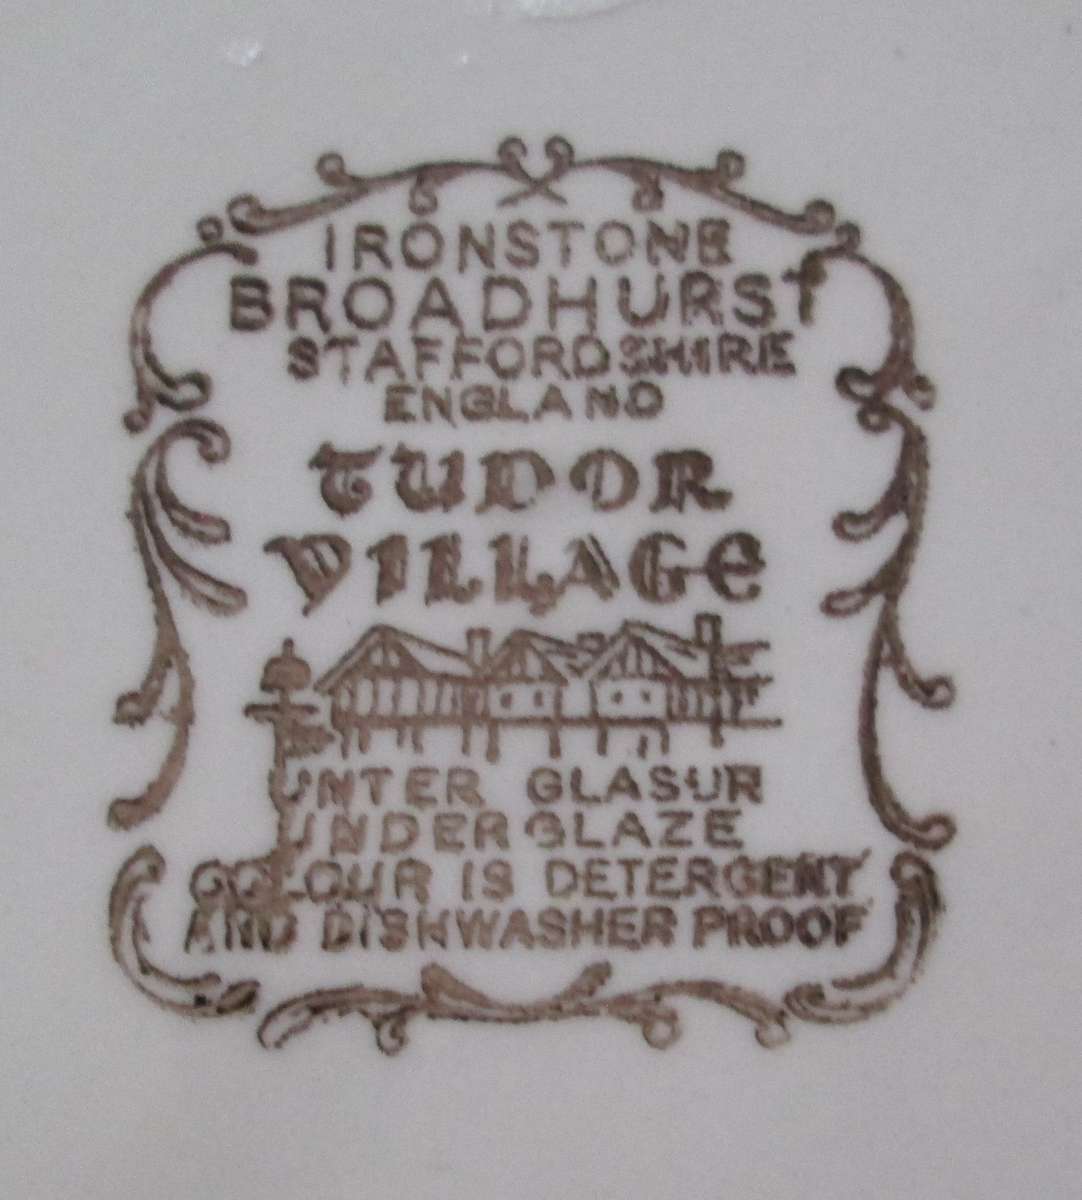 IRONSTONE
BROADHURST
STAFFORDSHIRE
ENGLAND
TUDOR
VILLAGE
UNTER GLASUR
UNDERGLAZE
COLOUR IS DETERGENT
AND DISHWASHER PROOF